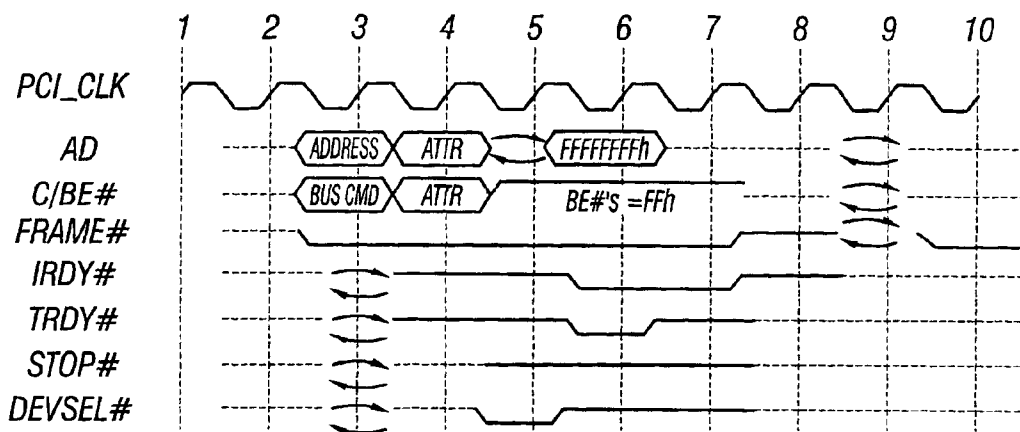 1 2 3 4 5 6 7 8 9 10
PCI_CLK
AD ADDRESS ATTR FFFFFFFFh
C/BE# BUS CMD ATTR BE#'s =FFh
FRAME#
IRDY#
TRDY#
STOP#
DEVSEL#